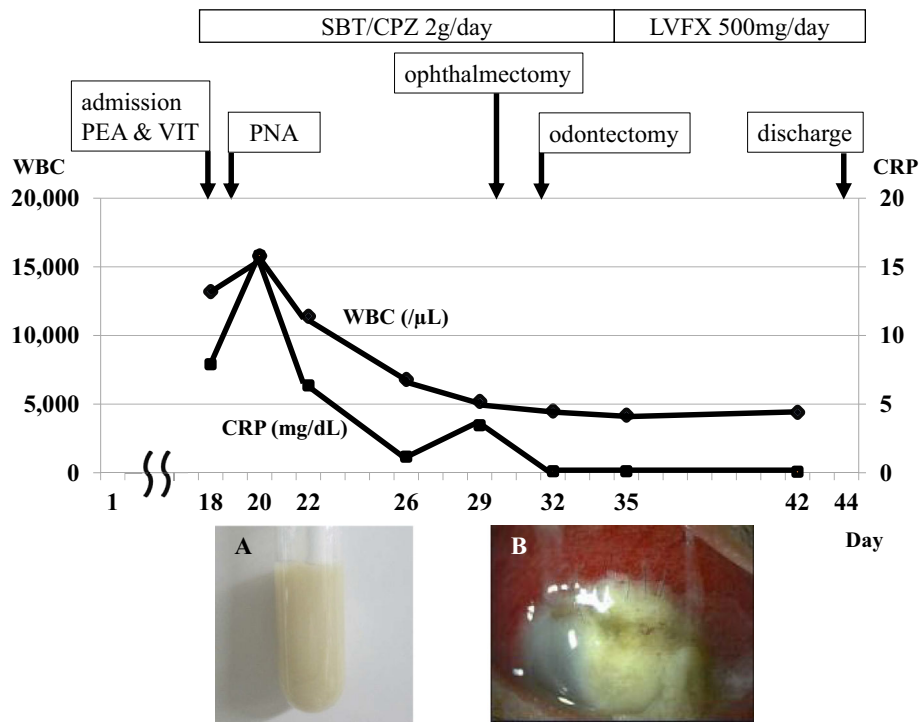 SBT/CPZ 2g/day LVFX 500mg/day
ophthalmectomy
admission
PEA & VIT
PNA
odontectomy
discharge
WBC CRP
20,000 20
15,000 15
WBC (/μL)
10,000 10
5,000 5
CRP (mg/dL)
0 0
1 18 20 22 26 29 32 35 42 44
Day
A B